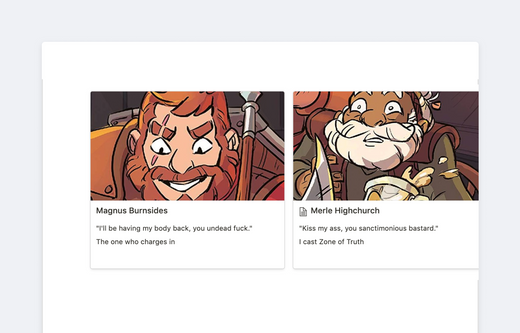 Magnus Burnsides
"I'll be having my body back, you undead fuck."
The one who charges in
Merle Highchurch
"Kiss my ass, you sanctimonious bastard."
I cast Zone of Truth